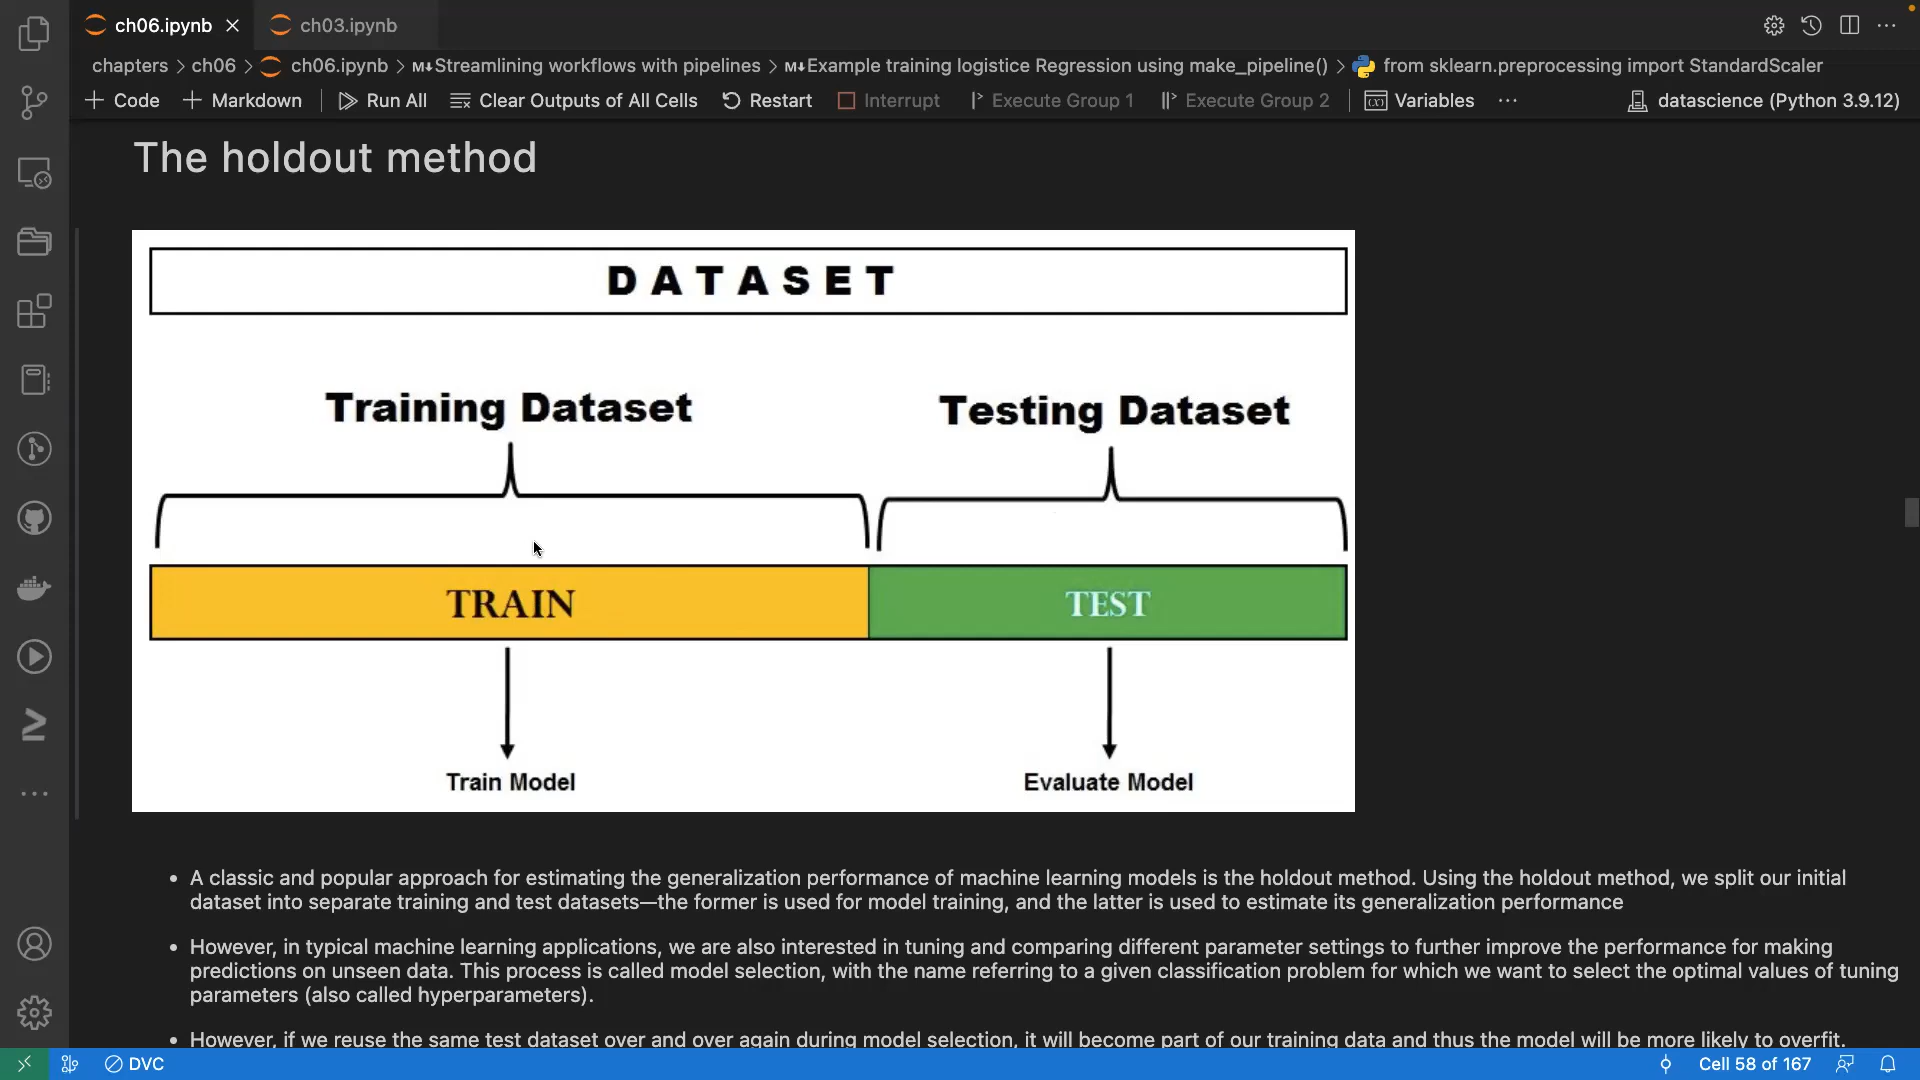 ch06.ipynb
ch03.ipynb
chapters > ch06 > ch06.ipynb > M↓Streamlining workflows with pipelines > M↓Example training logistice Regression using make_pipeline() > from sklearn.preprocessing import StandardScaler
+ Code + Markdown Run All Clear Outputs of All Cells Restart Interrupt Execute Group 1 Execute Group 2 Variables ··· datascience (Python 3.9.12)
The holdout method
DATASET
Training Dataset Testing Dataset
TRAIN TEST
Train Model Evaluate Model
• A classic and popular approach for estimating the generalization performance of machine learning models is the holdout method. Using the holdout method, we split our initial
dataset into separate training and test datasets—the former is used for model training, and the latter is used to estimate its generalization performance
• However, in typical machine learning applications, we are also interested in tuning and comparing different parameter settings to further improve the performance for making
predictions on unseen data. This process is called model selection, with the name referring to a given classification problem for which we want to select the optimal values of tuning
parameters (also called hyperparameters).
• However, if we reuse the same test dataset over and over again during model selection, it will become part of our training data and thus the model will be more likely to overfit.
DVC Cell 58 of 167